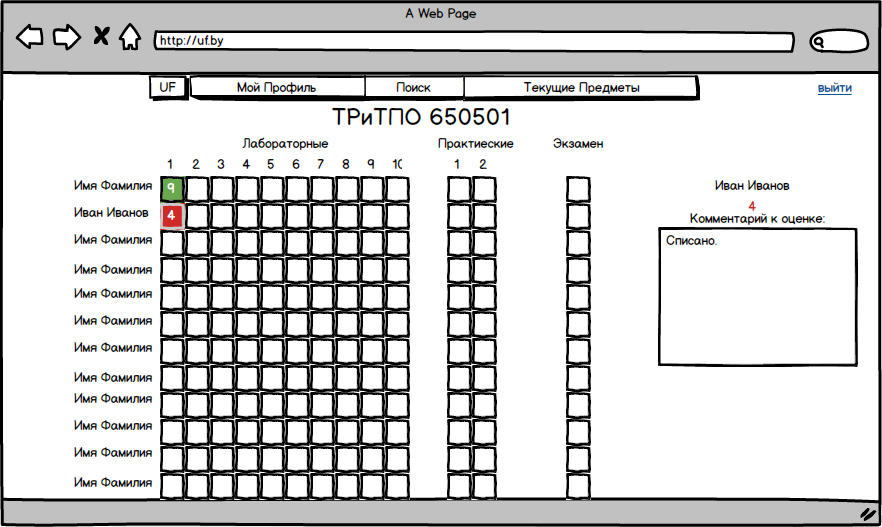 A Web Page
http://uf.by
UF Мой Профиль Поиск Текущие Предметы выйти
ТРиТПО 650501
Лабораторные Практиеские Экзамен
1 2 3 4 5 6 7 8 9 10 1 2
Имя Фамилия 9
Иван Иванов 4
Имя Фамилия
Имя Фамилия
Имя Фамилия
Имя Фамилия
Имя Фамилия
Имя Фамилия
Имя Фамилия
Имя Фамилия
Имя Фамилия
Имя Фамилия
Иван Иванов
4
Комментарий к оценке:
Списано.